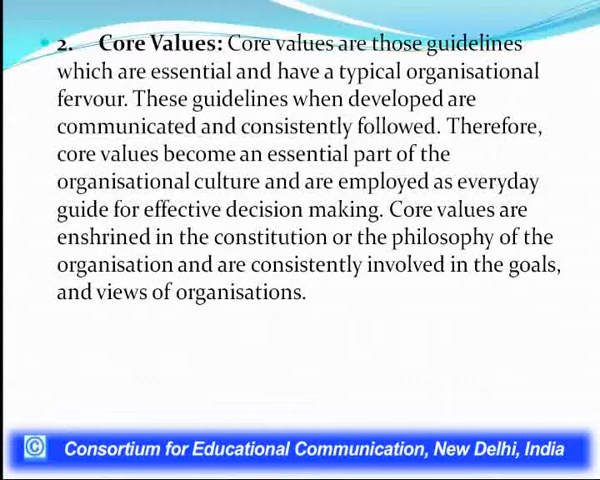 2. Core Values: Core values are those guidelines
which are essential and have a typical organisational
fervour. These guidelines when developed are
communicated and consistently followed. Therefore,
core values become an essential part of the
organisational culture and are employed as everyday
guide for effective decision making. Core values are
enshrined in the constitution or the philosophy of the
organisation and are consistently involved in the goals,
and views of organisations.
© Consortium for Educational Communication, New Delhi, India